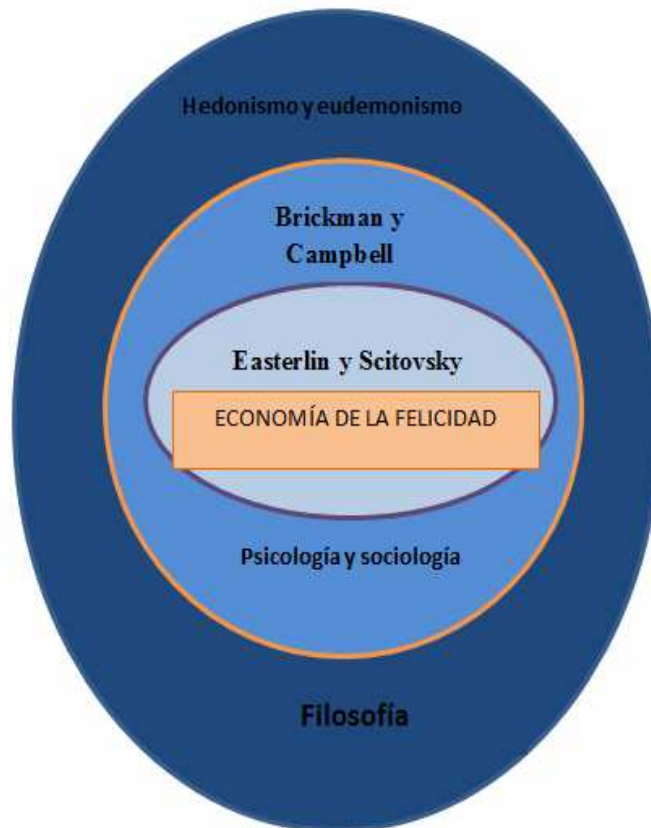 Hedonismo y eudemonismo
Brickman y
Campbell
Easterlin y Scitovsky
ECONOMÍA DE LA FELICIDAD
Psicología y sociología
Filosofía